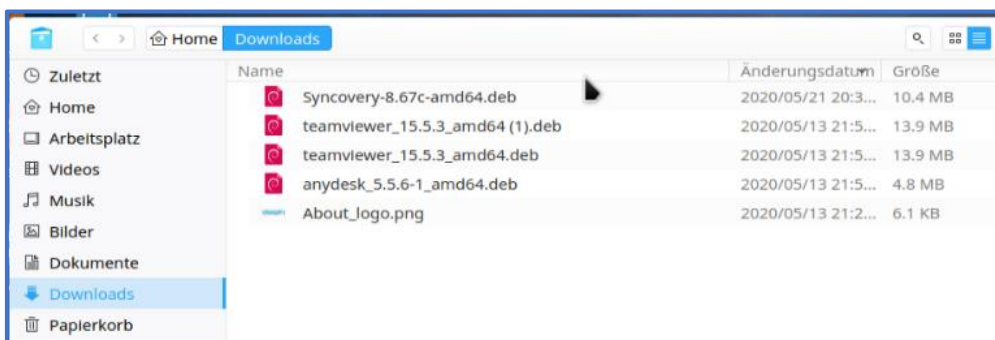 Home Downloads
Zuletzt
Home
Arbeitsplatz
Videos
Musik
Bilder
Dokumente
Downloads
Papierkorb
Name Änderungsdatum Größe
Syncovery-8.67c-amd64.deb 2020/05/21 20:3... 10.4 MB
teamviewer_15.5.3_amd64 (1).deb 2020/05/13 21:5... 13.9 MB
teamviewer_15.5.3_amd64.deb 2020/05/13 21:5... 13.9 MB
anydesk_5.5.6-1_amd64.deb 2020/05/13 21:5... 4.8 MB
About_logo.png 2020/05/13 21:2... 6.1 KB